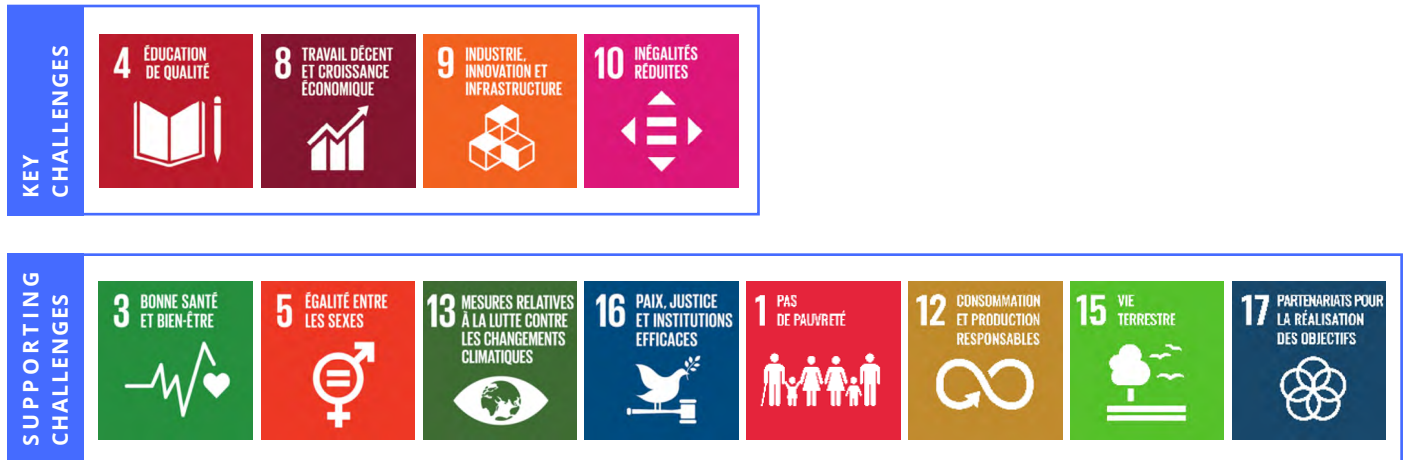 KEY
CHALLENGES
4 ÉDUCATION
DE QUALITÉ
8 TRAVAIL DÉCENT
ET CROISSANCE
ÉCONOMIQUE
9 INDUSTRIE,
INNOVATION ET
INFRASTRUCTURE
10 INÉGALITÉS
RÉDUITES
SUPPORTING
CHALLENGES
3 BONNE SANTÉ
ET BIEN-ÊTRE
5 ÉGALITÉ ENTRE
LES SEXES
13 MESURES RELATIVES
À LA LUTTE CONTRE
LES CHANGEMENTS
CLIMATIQUES
16 PAIX, JUSTICE
ET INSTITUTIONS
EFFICACES
1 PAS
DE PAUVRETÉ
12 CONSOMMATION
ET PRODUCTION
RESPONSABLES
15 VIE
TERRESTRE
17 PARTENARIATS POUR
LA RÉALISATION
DES OBJECTIFS